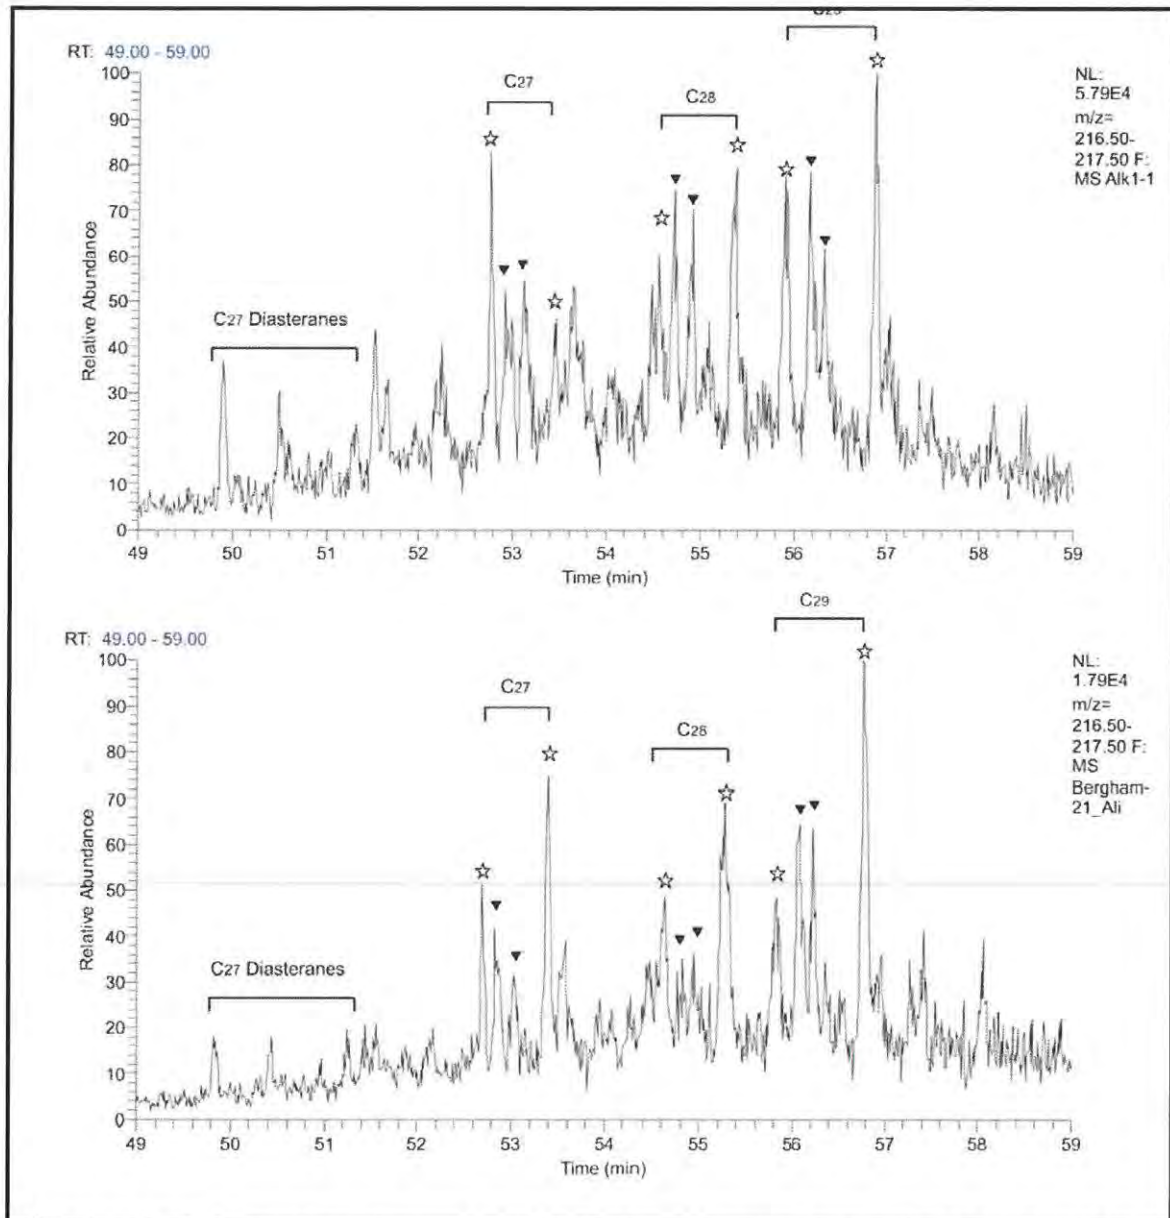 RT: 49.00 - 59.00
NL:
5.79E4
m/z=
216.50-
217.50 F:
MS Alk1-1
C27
C28
C27 Diasteranes
Relative Abundance
100
90
80
70
60
50
40
30
20
10
0
49 50 51 52 53 54 55 56 57 58 59
Time (min)
RT: 49.00 - 59.00
C29
NL:
1.79E4
m/z=
216.50-
217.50 F:
MS
Bergham-
21_Ali
C27
C28
C27 Diasteranes
Relative Abundance
100
90
80
70
60
50
40
30
20
10
0
49 50 51 52 53 54 55 56 57 58 59
Time (min)